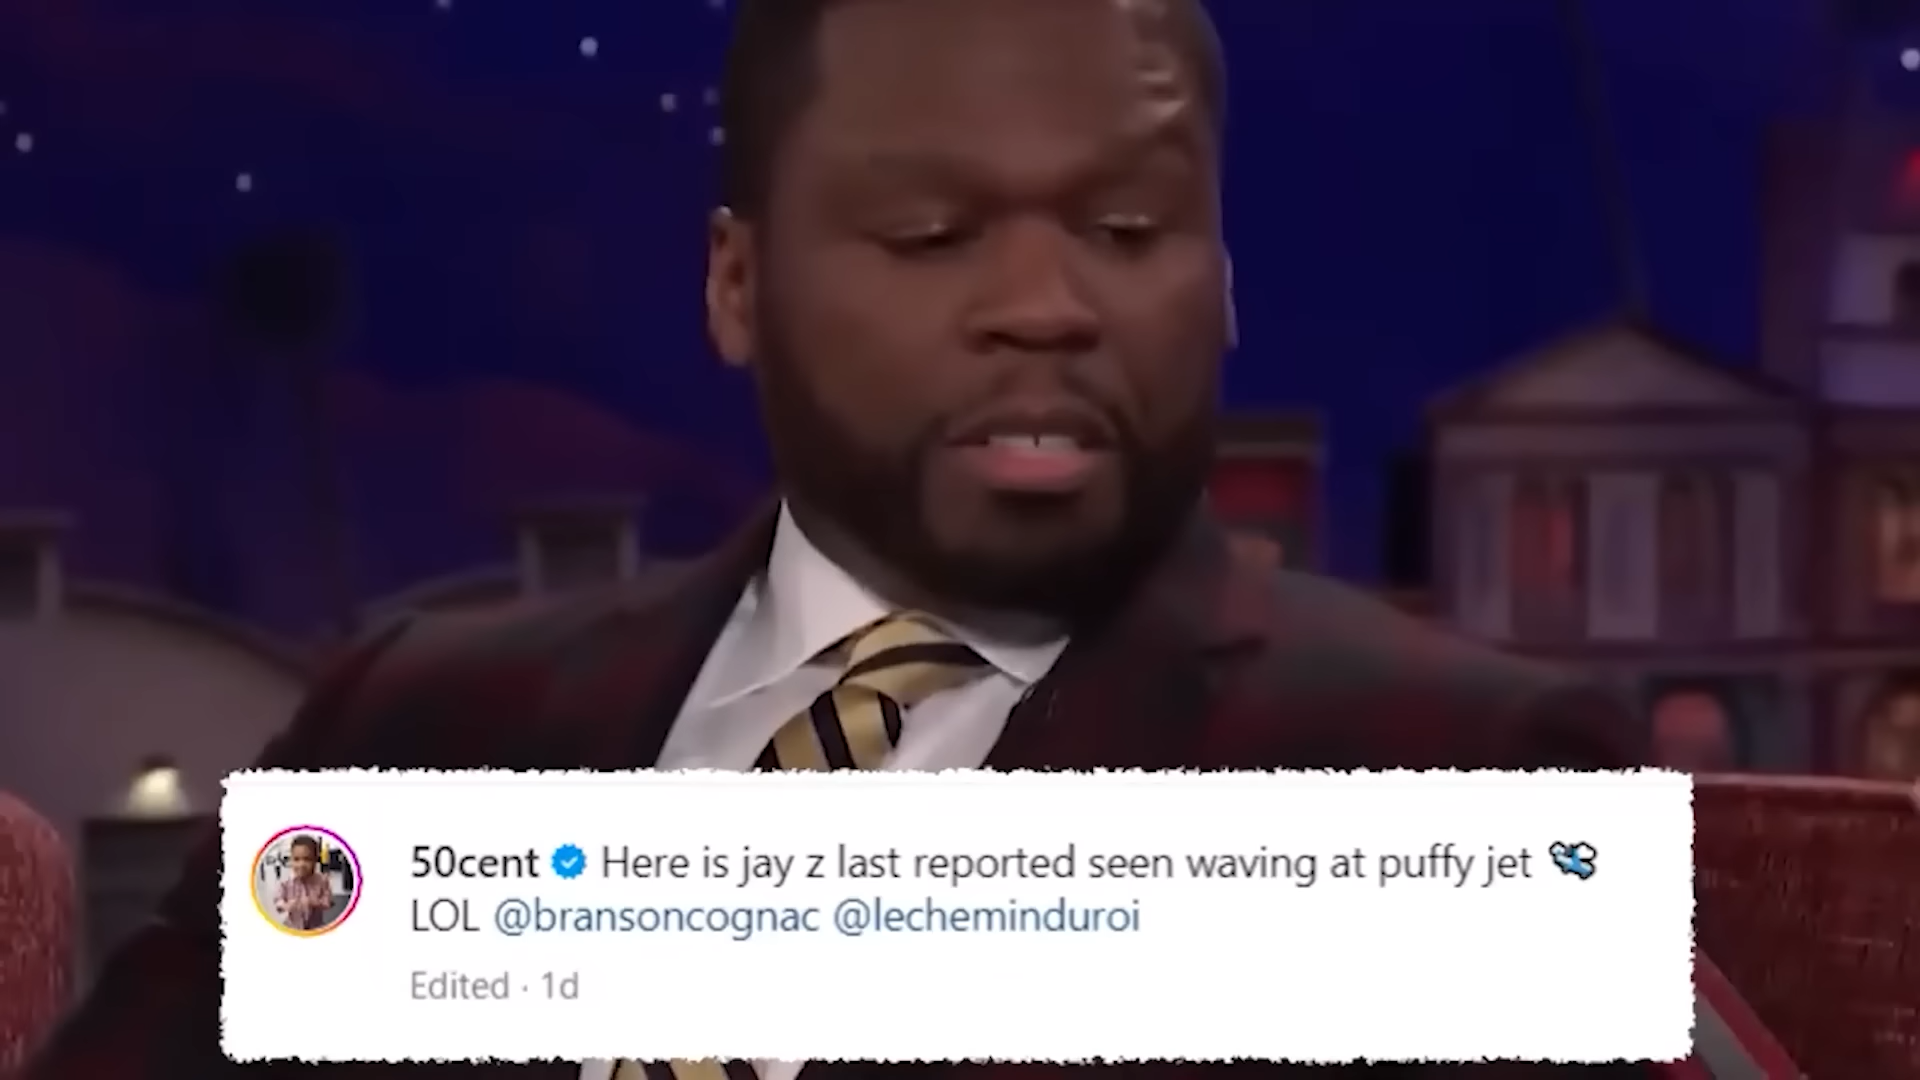 50cent Here is jay z last reported seen waving at puffy jet
LOL @bransoncognac @lecheminduroi
Edited · 1d